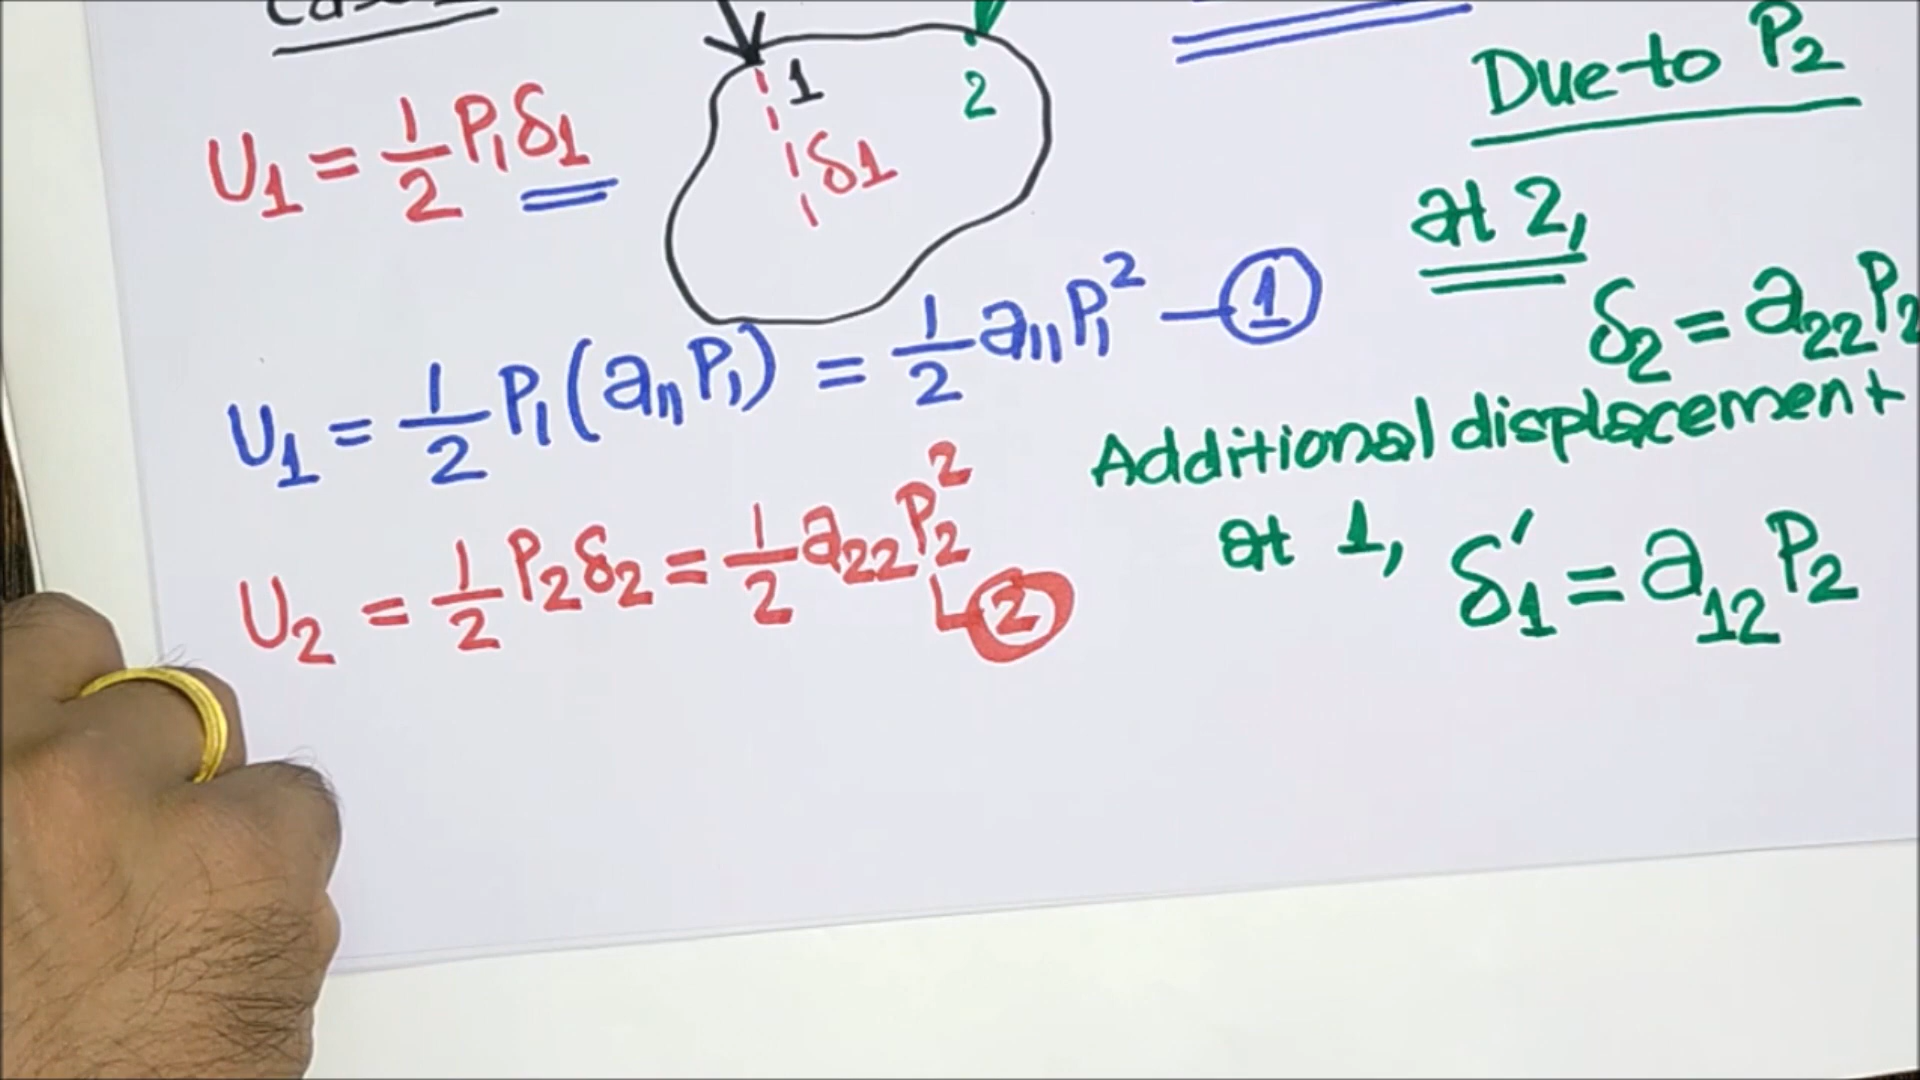 1
2
U₁ = 1/2 P₁δ₁
δ1
U₁ = 1/2 P₁(a₁₁P₁) = 1/2 a₁₁P₁² — ①
U₂ = 1/2 P₂δ₂ = 1/2 a₂₂P₂²
②
Due to P₂
at 2,
δ₂ = a₂₂P₂
Additional displacement
at 1, δ₁′ = a₁₂P₂